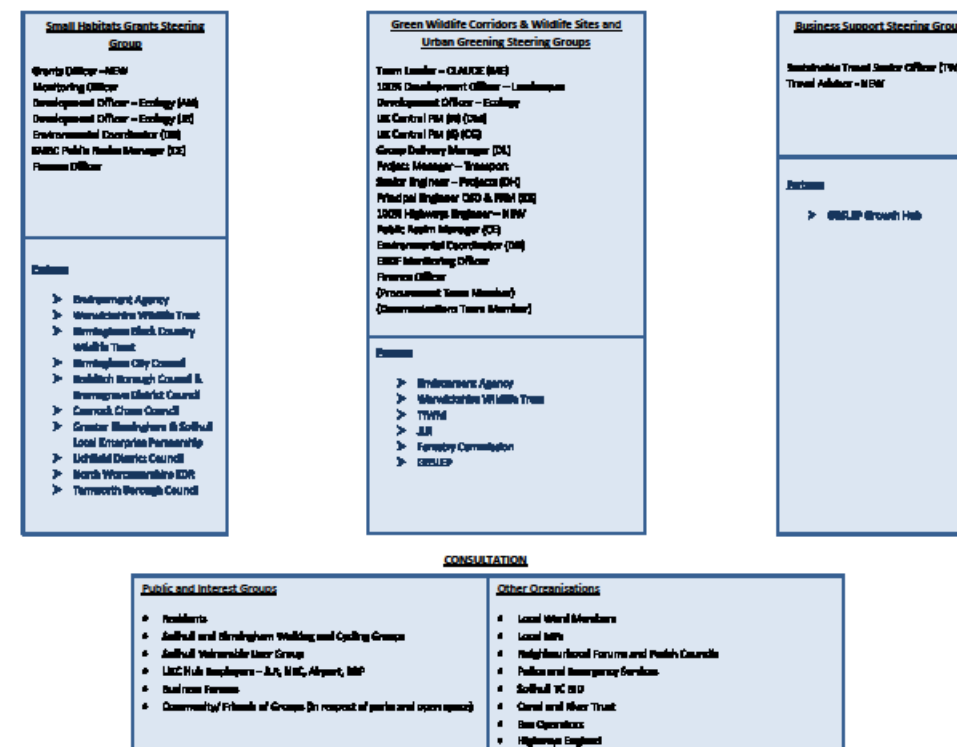 Small Habitats Grants Steering
Group
Grants Officer –NEW
Monitoring Officer
Development Officer – Ecology (AM)
Development Officer – Ecology
Environmental Coordinator
Public Realm Manager (CE)
Finance Officer
Partners
Environment Agency
Warwickshire Wildlife Trust
Birmingham Black Country
Wildlife Trust
Birmingham City Council
Redditch Borough Council &
Bromsgrove District Council
Cannock Chase Council
Greater Birmingham & Solihull
Local Enterprise Partnership
Lichfield District Council
North Worcestershire EDR
Tamworth Borough Council
Green Wildlife Corridors & Wildlife Sites and
Urban Greening Steering Groups
Team Leader – (ME)
100% Development Officer – Landscape
Development Officer – Ecology
UK Central PM
UK Central PM (CG)
Group Delivery Manager (DL)
Project Manager – Transport
Senior Engineer – Projects (DH)
Principal Engineer
100% Highways Engineer – NEW
Public Realm Manager (CE)
Environmental Coordinator
ERDF Monitoring Officer
Finance Officer
(Procurement Team Member)
(Communications Team Member)
Partners
Environment Agency
Warwickshire Wildlife Trust
TfWM
JLR
Forestry Commission
GBSLEP
Business Support Steering Grou
Sustainable Travel Senior Officer
Travel Advisor - NEW
Partners
GBSLEP Growth Hub
CONSULTATION
Public and Interest Groups
Residents
Solihull and Birmingham Walking and Cycling Groups
Solihull Vulnerable User Group
UKC Hub Employers – JLR, NEC, Airport, BBP
Business Forums
Community/ Friends of Groups (in respect of parks and open space)
Other Organisations
Local Ward Members
Local MPs
Neighbourhood Forums and Parish Councils
Police and Emergency Services
Solihull TC BID
Canal and River Trust
Bus Operators
Highways England